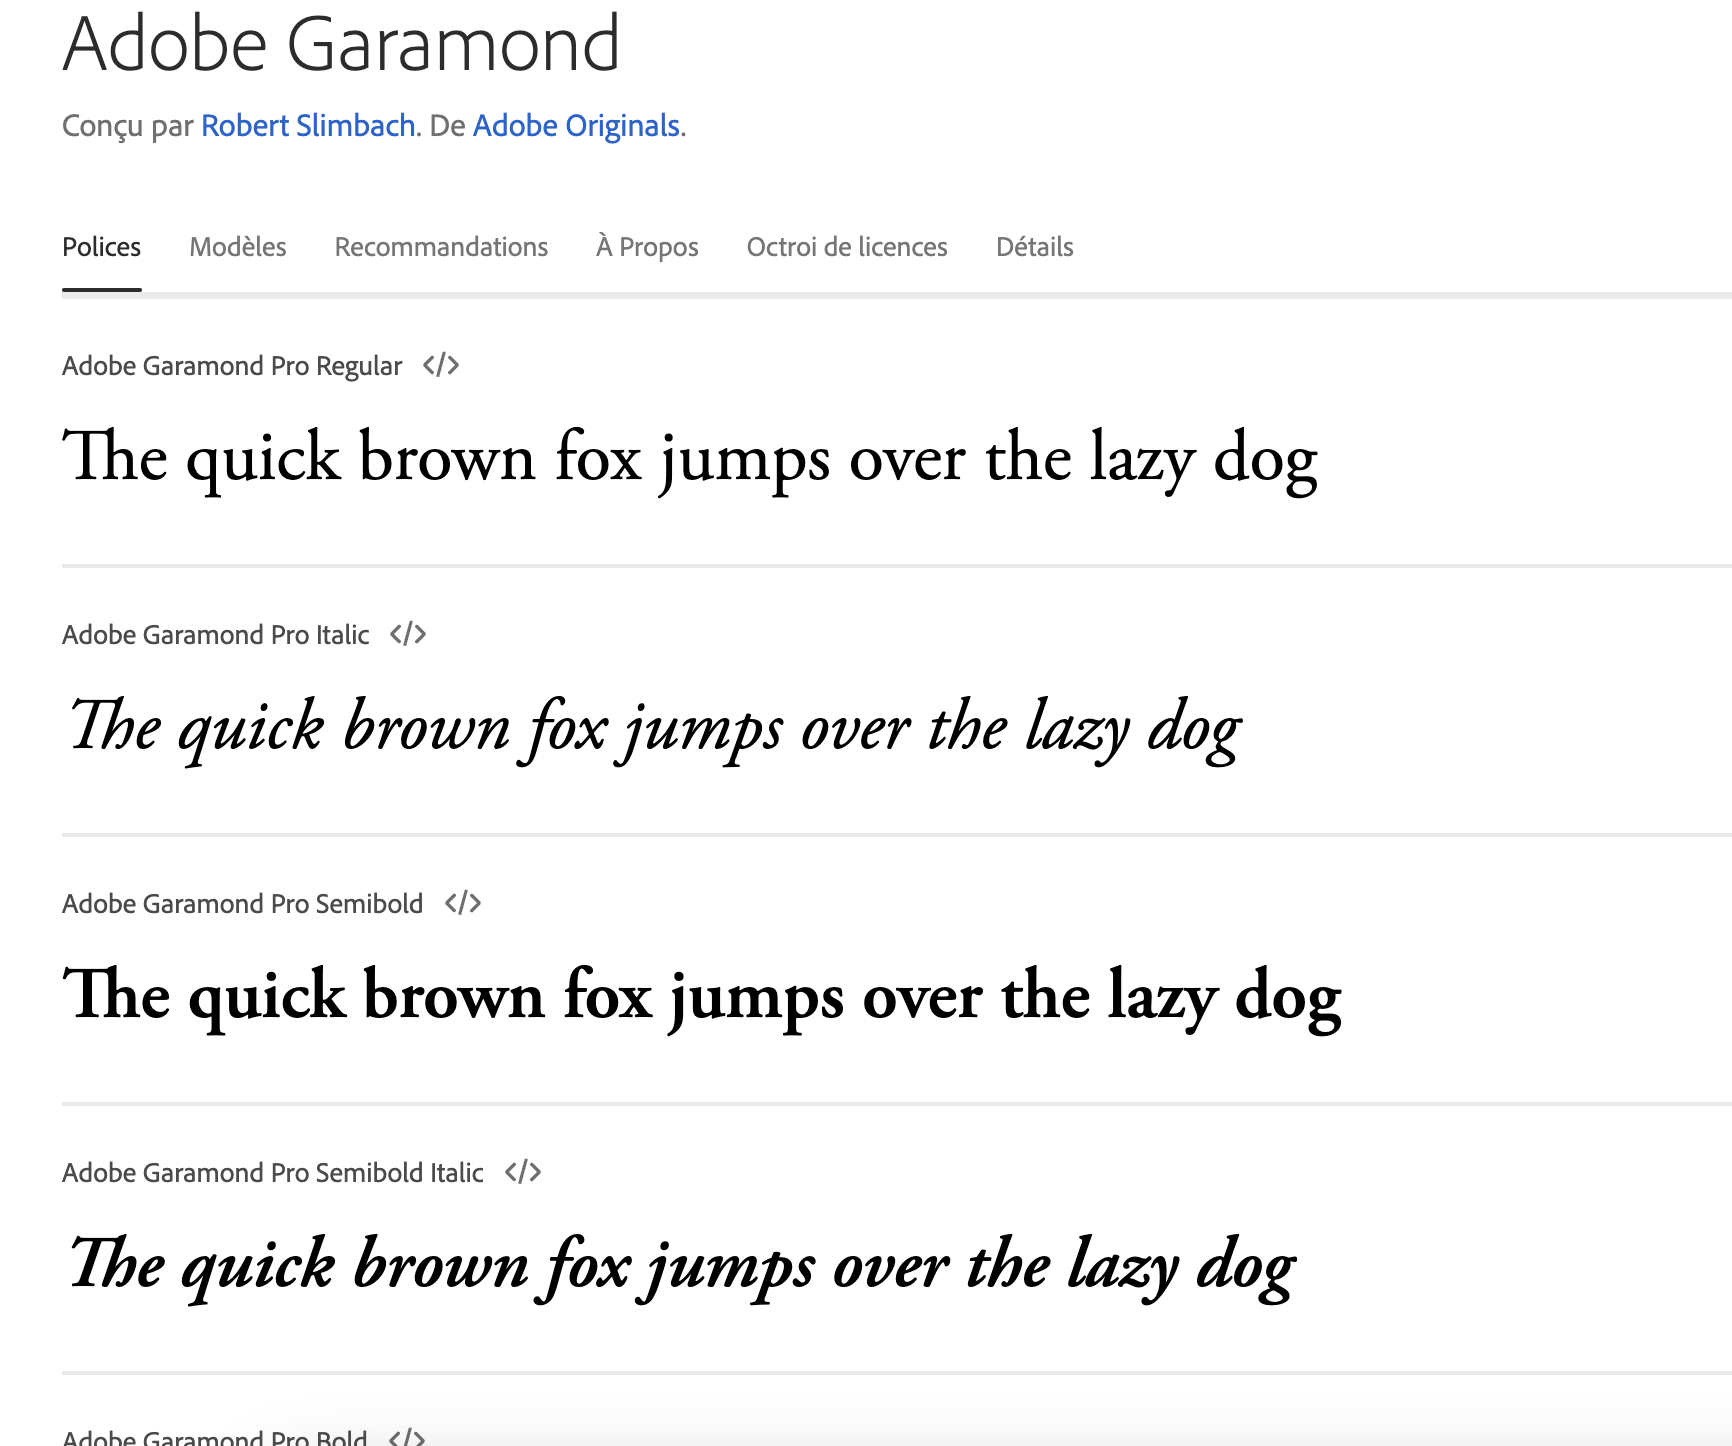 Adobe Garamond
Conçu par Robert Slimbach. De Adobe Originals.
Polices Modèles Recommandations À Propos Octroi de licences Détails
Adobe Garamond Pro Regular </>
The quick brown fox jumps over the lazy dog
Adobe Garamond Pro Italic </>
The quick brown fox jumps over the lazy dog
Adobe Garamond Pro Semibold </>
The quick brown fox jumps over the lazy dog
Adobe Garamond Pro Semibold Italic </>
The quick brown fox jumps over the lazy dog
Adobe Garamond Pro Bold </>